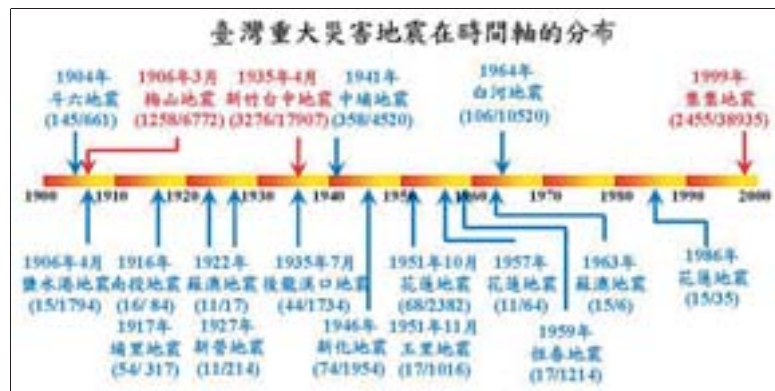 臺灣重大災害地震在時間軸的分布
1904年
斗六地震
(145/661)
1906年3月
梅山地震
(1258/6772)
1935年4月
新竹台中地震
(3276/17907)
1941年
中埔地震
(358/4520)
1964年
白河地震
(106/10520)
1999年
集集地震
(2455/38935)
1900 1910 1920 1930 1940 1950 1960 1970 1980 1990 2000
1906年4月
鹽水港地震
(15/1794)
1916年
南投地震
(16/ 84)
1917年
埔里地震
(54/ 317)
1922年
蘇澳地震
(11/17)
1927年
新營地震
(11/214)
1935年7月
後龍溪口地震
(44/1734)
1946年
新化地震
(74/1954)
1951年10月
花蓮地震
(68/2382)
1951年11月
玉里地震
(17/1016)
1957年
花蓮地震
(11/64)
1959年
恆春地震
(17/1214)
1963年
蘇澳地震
(15/6)
1986年
花蓮地震
(15/35)